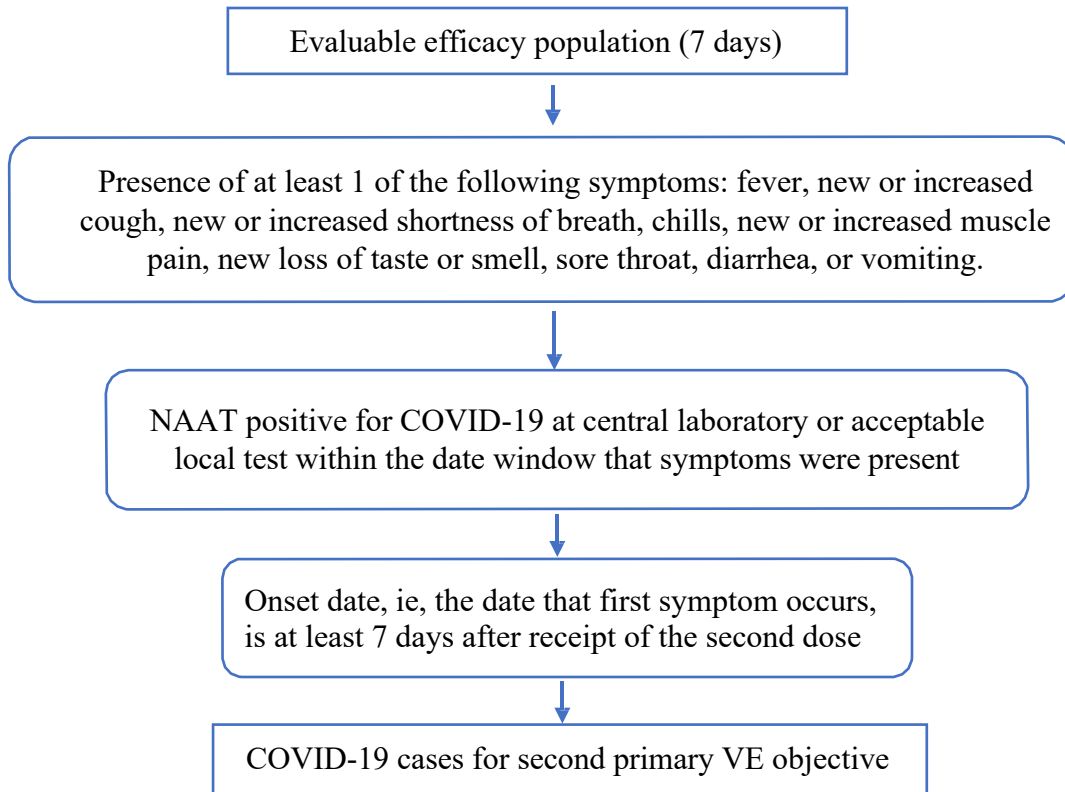 Evaluable efficacy population (7 days)
Presence of at least 1 of the following symptoms: fever, new or increased
cough, new or increased shortness of breath, chills, new or increased muscle
pain, new loss of taste or smell, sore throat, diarrhea, or vomiting.
NAAT positive for COVID-19 at central laboratory or acceptable
local test within the date window that symptoms were present
Onset date, ie, the date that first symptom occurs,
is at least 7 days after receipt of the second dose
COVID-19 cases for second primary VE objective